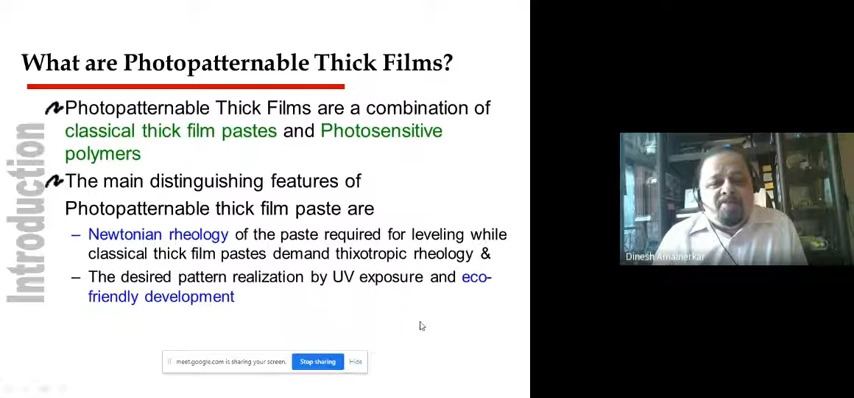 What are Photopatternable Thick Films?
Introduction
Photopatternable Thick Films are a combination of
classical thick film pastes and Photosensitive
polymers
The main distinguishing features of
Photopatternable thick film paste are
– Newtonian rheology of the paste required for leveling while
classical thick film pastes demand thixotropic rheology &
– The desired pattern realization by UV exposure and eco-
friendly development
meet.google.com is sharing your screen. Stop sharing Hide
Dinesh Amalnerkar